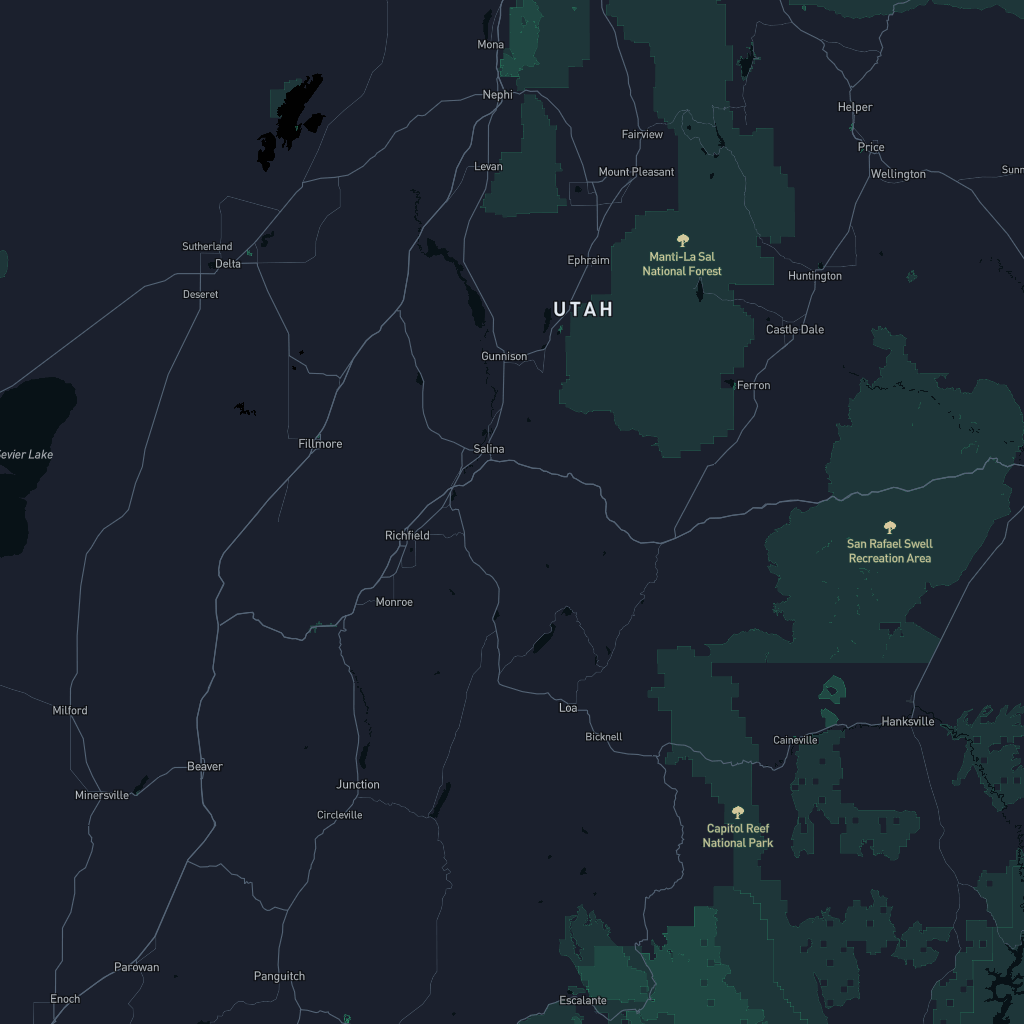 Mona
Nephi
Helper
Fairview
Price
Levan
Mount Pleasant
Wellington
Sutherland
Delta
Ephraim
Manti-La Sal
National Forest
Huntington
Deseret
UTAH
Castle Dale
Gunnison
Ferron
Fillmore
Salina
Richfield
San Rafael Swell
Recreation Area
Monroe
Milford
Loa
Bicknell
Hanksville
Caineville
Beaver
Minersville
Junction
Circleville
Capitol Reef
National Park
Parowan
Panguitch
Enoch
Escalante
Lake